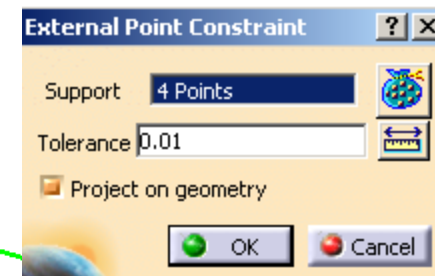 External Point Constraint ? X
Support 4 Points
Tolerance 0.01
Project on geometry
OK Cancel